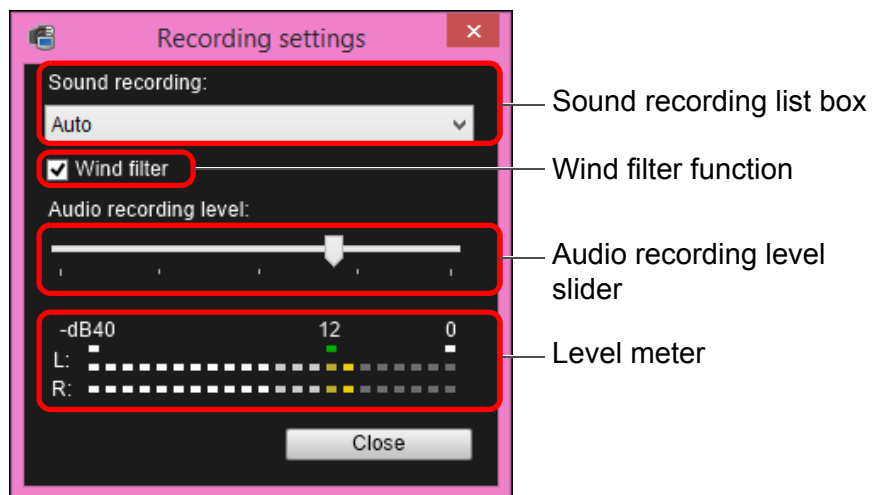 Recording settings
Sound recording:
Auto
Sound recording list box
Wind filter
Wind filter function
Audio recording level:
Audio recording level
slider
-dB40 12 0
L:
R:
Level meter
Close